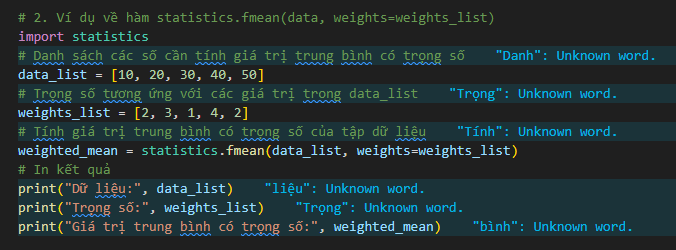 # 2. Ví dụ về hàm statistics.fmean(data, weights=weights_list)
import statistics
# Danh sách các số cần tính giá trị trung bình có trọng số "Danh": Unknown word.
data_list = [10, 20, 30, 40, 50]
# Trọng số tương ứng với các giá trị trong data_list "Trọng": Unknown word.
weights_list = [2, 3, 1, 4, 2]
# Tính giá trị trung bình có trọng số của tập dữ liệu "Tính": Unknown word.
weighted_mean = statistics.fmean(data_list, weights=weights_list)
# In kết quả
print("Dữ liệu:", data_list) "liệu": Unknown word.
print("Trọng số:", weights_list) "Trọng": Unknown word.
print("Giá trị trung bình có trọng số:", weighted_mean) "bình": Unknown word.